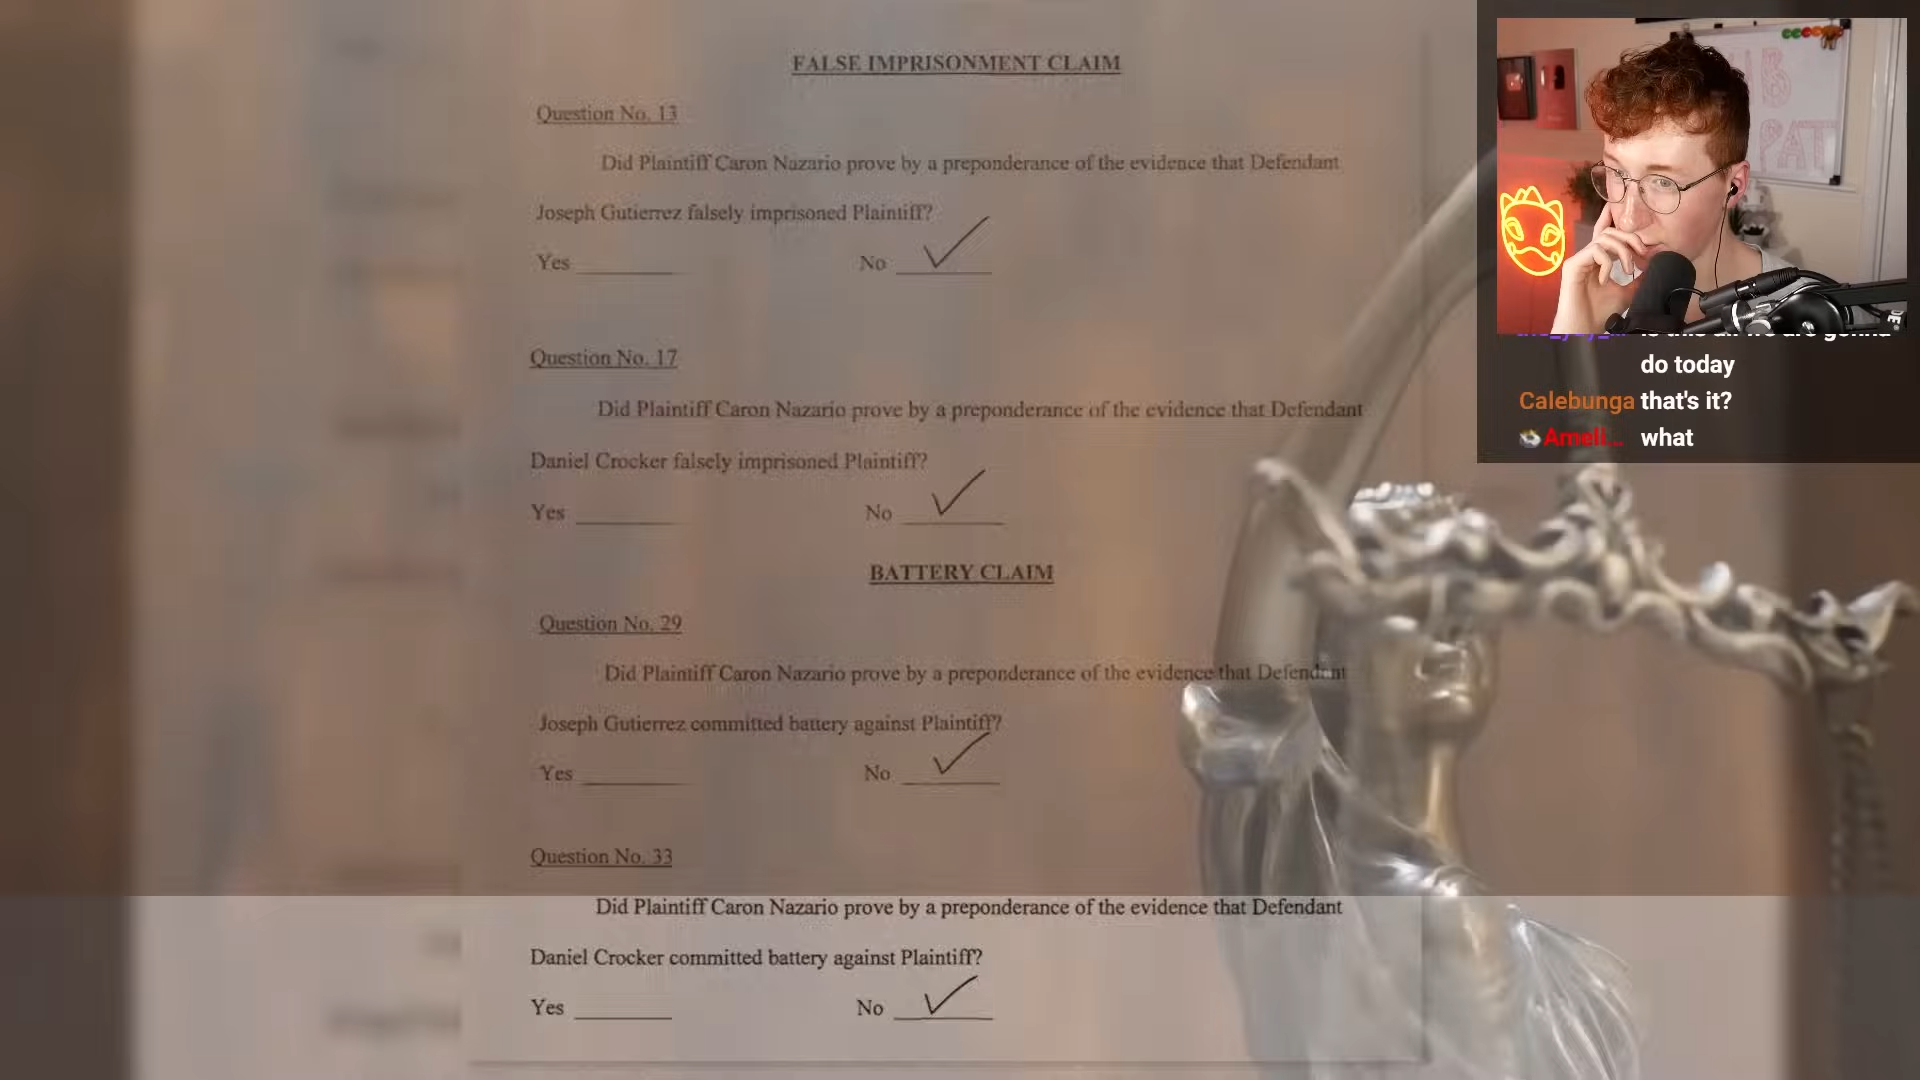 FALSE IMPRISONMENT CLAIM
Question No. 13
Did Plaintiff Caron Nazario prove by a preponderance of the evidence that Defendant
Joseph Gutierrez falsely imprisoned Plaintiff?
Yes No
Question No. 17
Did Plaintiff Caron Nazario prove by a preponderance of the evidence that Defendant
Daniel Crocker falsely imprisoned Plaintiff?
Yes No
BATTERY CLAIM
Question No. 29
Did Plaintiff Caron Nazario prove by a preponderance of the evidence that Defendant
Joseph Gutierrez committed battery against Plaintiff?
Yes No
Question No. 33
Did Plaintiff Caron Nazario prove by a preponderance of the evidence that Defendant
Daniel Crocker committed battery against Plaintiff?
Yes No
do today
Calebunga that's it?
Ameli... what